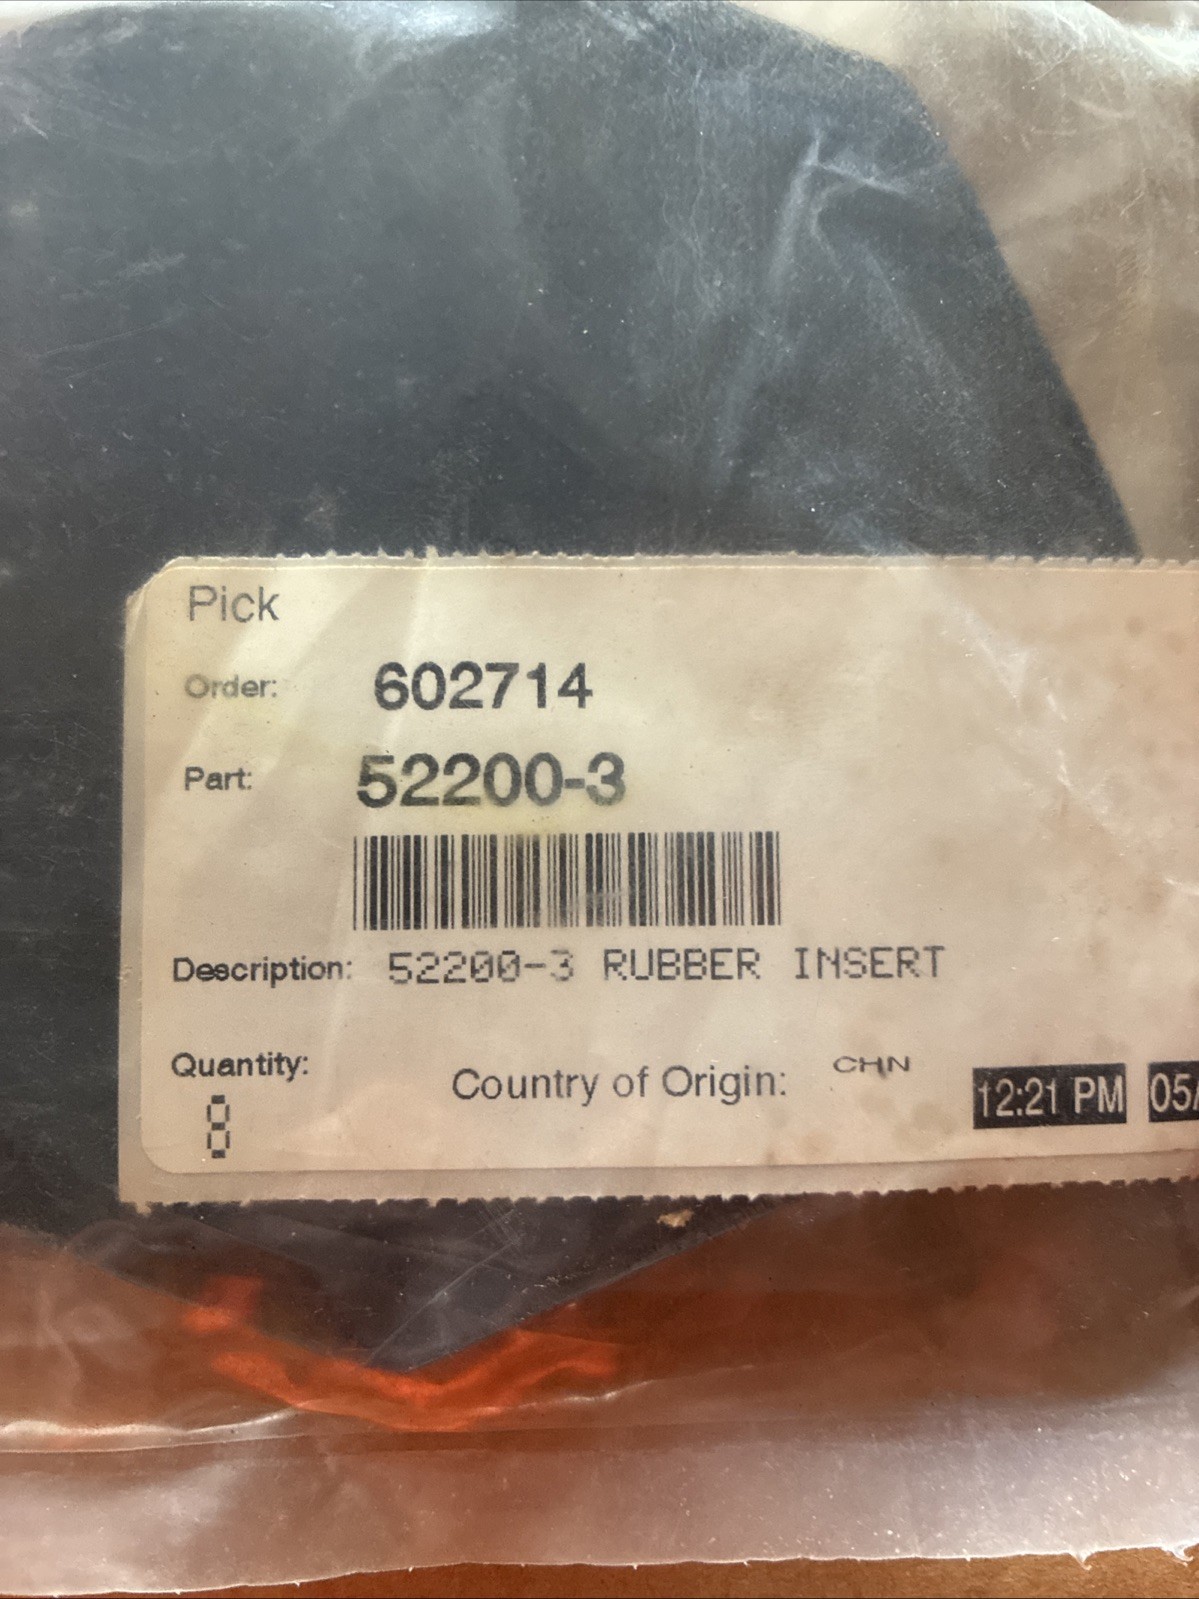 Pick
Order: 602714
Part: 52200-3
Description: 52200-3 RUBBER INSERT
Quantity: Country of Origin: CHN
8 12:21 PM 05/